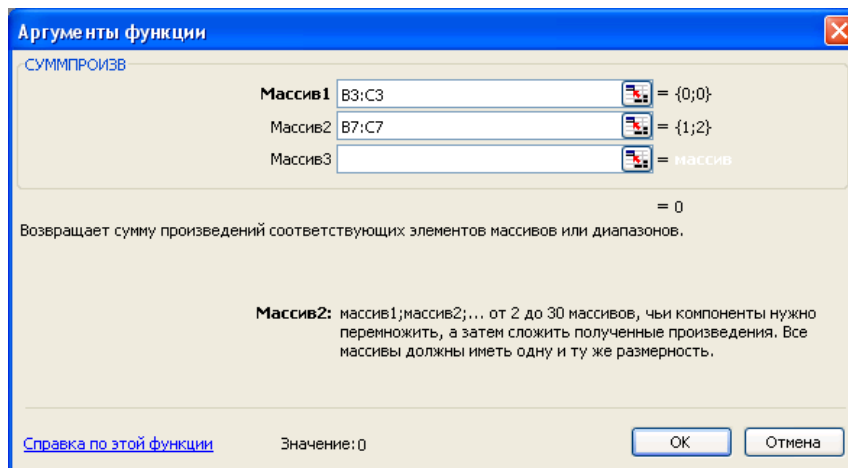 Аргументы функции
СУММПРОИЗВ
Массив1 B3:C3 = {0;0}
Массив2 B7:C7 = {1;2}
Массив3 = массив
= 0
Возвращает сумму произведений соответствующих элементов массивов или диапазонов.
Массив2: массив1;массив2;... от 2 до 30 массивов, чьи компоненты нужно
перемножить, а затем сложить полученные произведения. Все
массивы должны иметь одну и ту же размерность.
Справка по этой функции Значение:0 OK Отмена